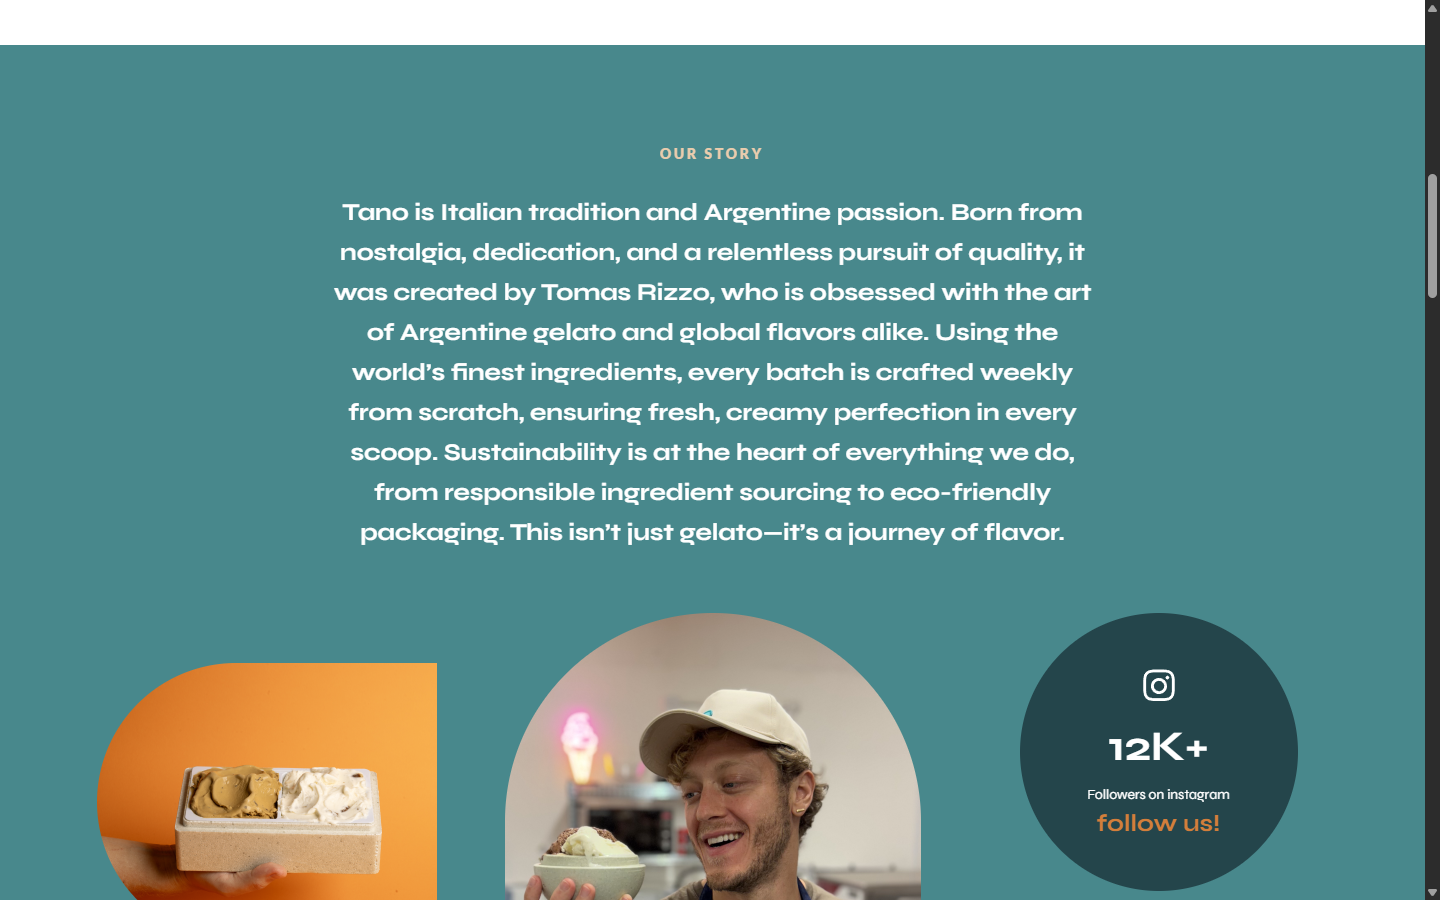 OUR STORY
Tano is Italian tradition and Argentine passion. Born from
nostalgia, dedication, and a relentless pursuit of quality, it
was created by Tomas Rizzo, who is obsessed with the art
of Argentine gelato and global flavors alike. Using the
world’s finest ingredients, every batch is crafted weekly
from scratch, ensuring fresh, creamy perfection in every
scoop. Sustainability is at the heart of everything we do,
from responsible ingredient sourcing to eco-friendly
packaging. This isn’t just gelato—it’s a journey of flavor.
12K+
Followers on instagram
follow us!